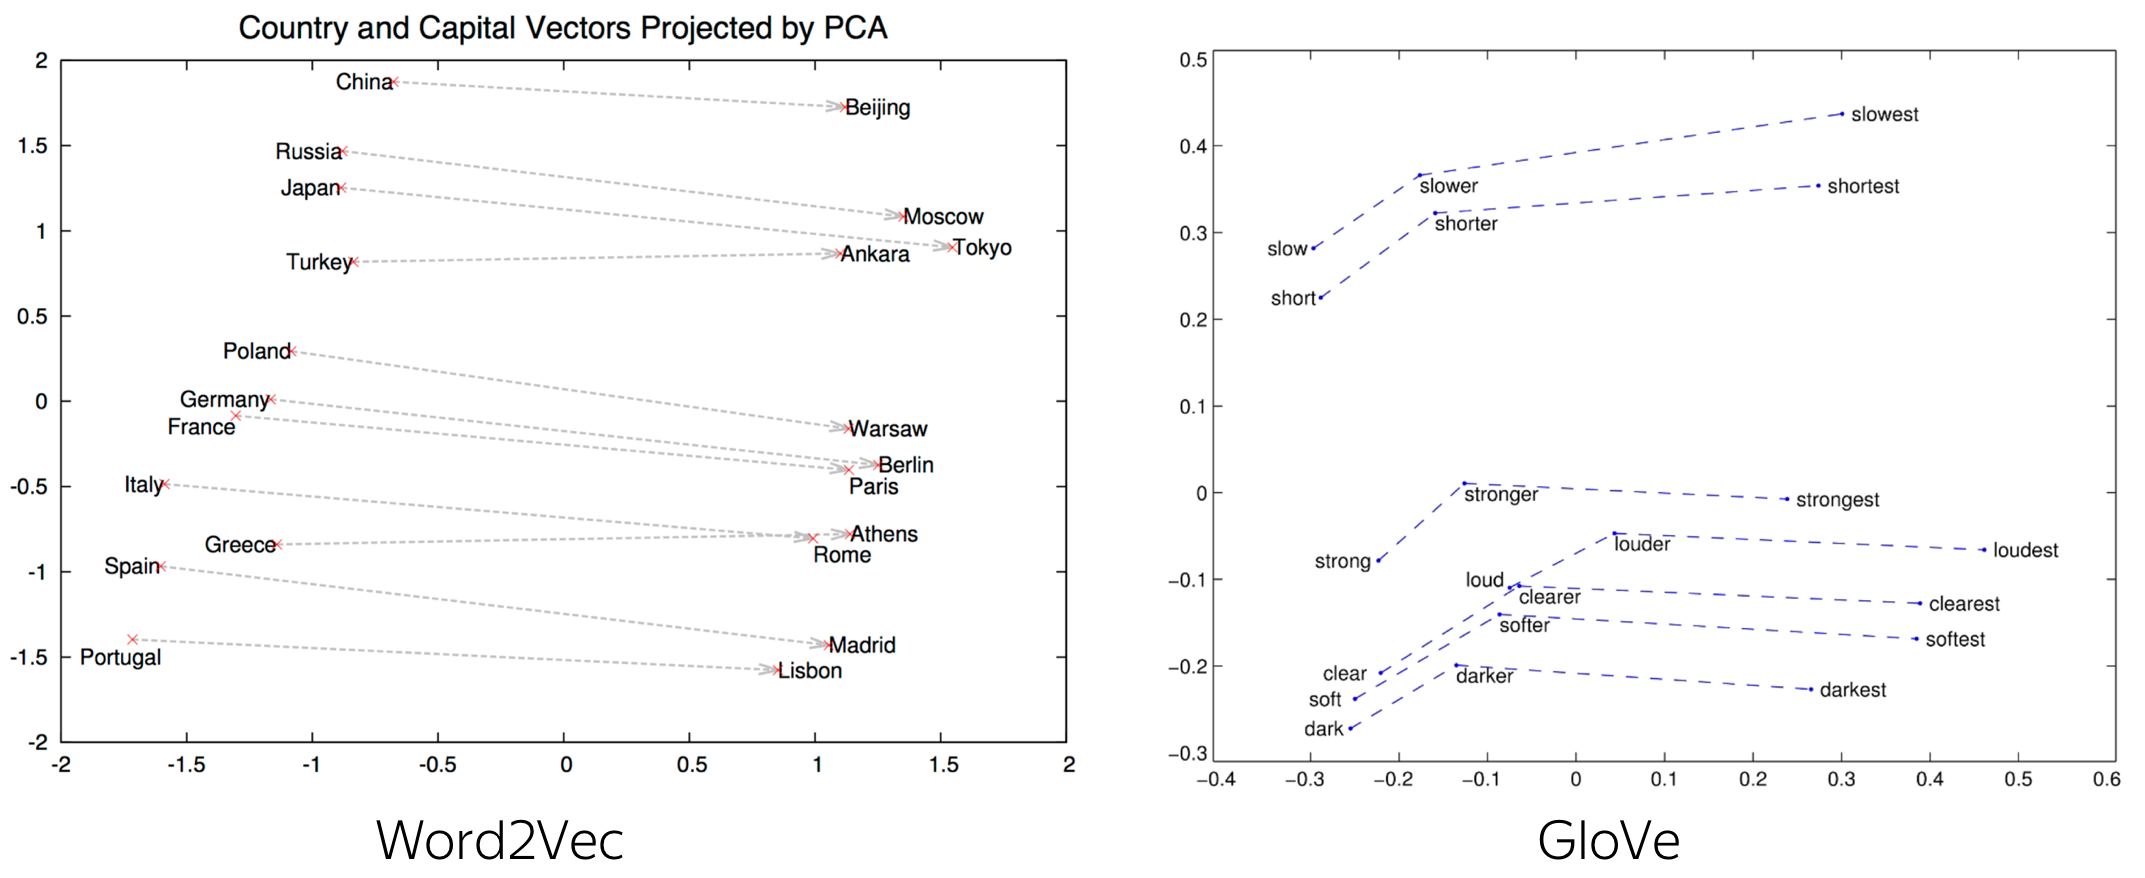 Country and Capital Vectors Projected by PCA
2
1.5
1
0.5
0
-0.5
-1
-1.5
-2
-2
-1.5
-1
-0.5
0
0.5
1
1.5
2
China
Beijing
Russia
Japan
Moscow
Turkey
Ankara
Tokyo
Poland
Germany
France
Warsaw
Berlin
Paris
Italy
Greece
Athens
Rome
Spain
Madrid
Portugal
Lisbon
Word2Vec
0.5
0.4
0.3
0.2
0.1
0
−0.1
−0.2
−0.3
−0.4
−0.3
−0.2
−0.1
0
0.1
0.2
0.3
0.4
0.5
0.6
slowest
slower
shortest
shorter
slow
short
stronger
strongest
strong
louder
loudest
loud
clearer
clearest
softer
softest
clear
soft
darker
darkest
dark
GloVe